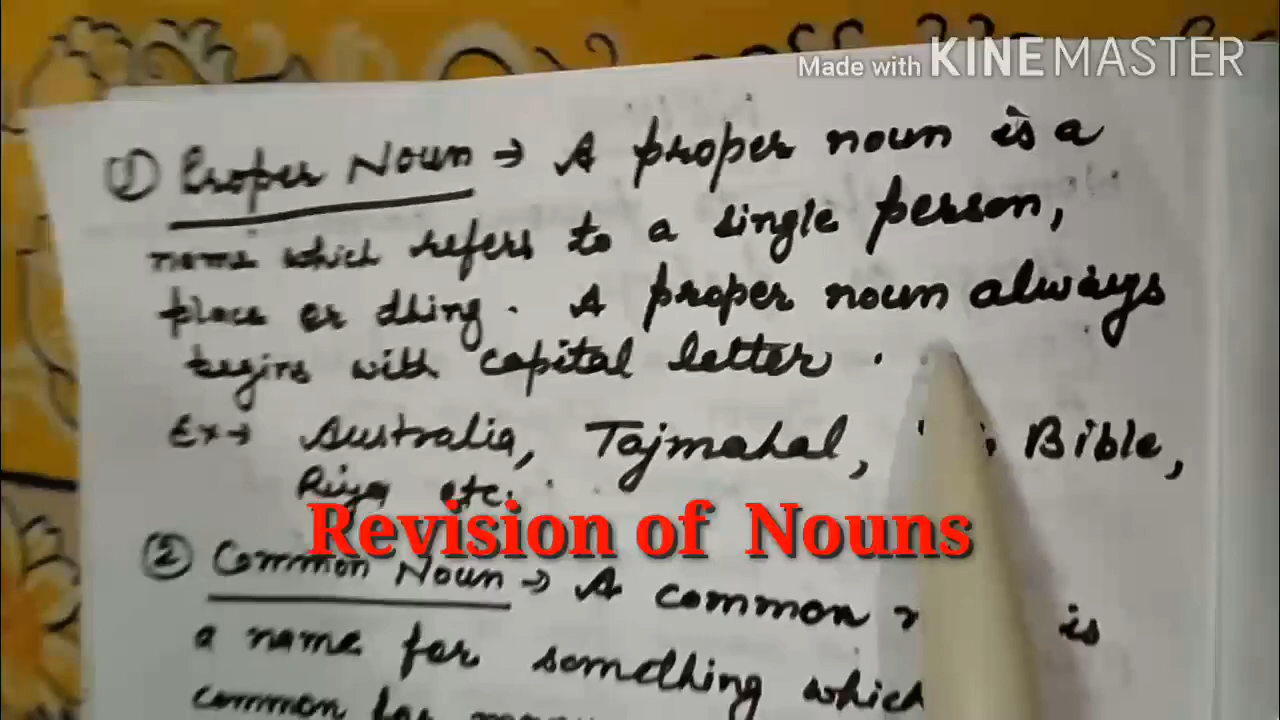 Made with KINEMASTER
① Proper Noun → A proper noun is a
name which refers to a single person,
place or thing. A proper noun always
begins with capital letter.
Ex→ Australia, Tajmahal, Bible,
Riya etc.
Revision of Nouns
② Common Noun → A common is
a name for something which
common for